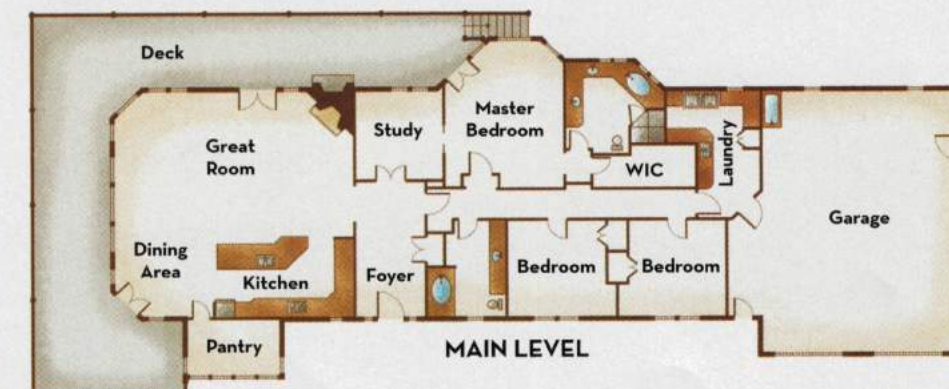 Deck
Great
Room
Study
Master
Bedroom
WIC
Laundry
Garage
Dining
Area
Kitchen
Foyer
Bedroom
Bedroom
Pantry
MAIN LEVEL